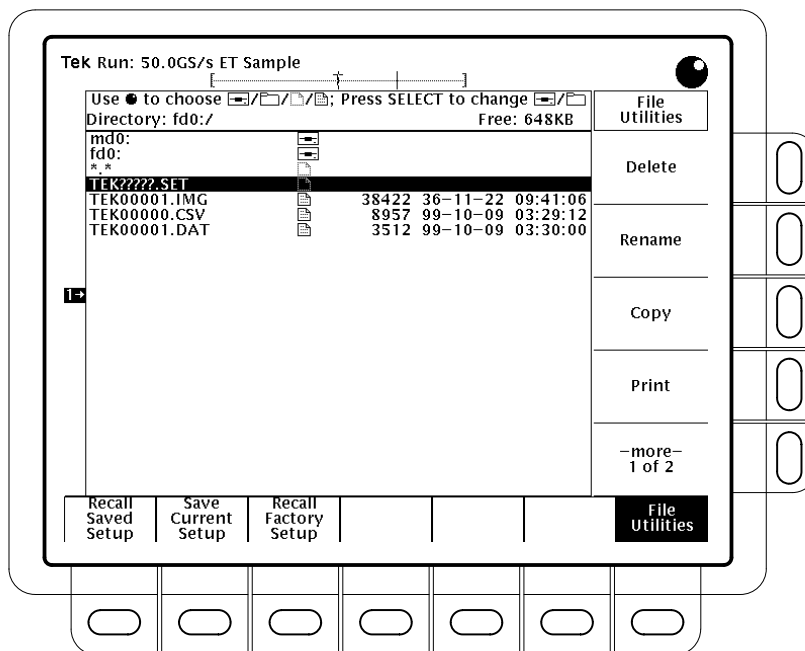 Tek Run: 50.0GS/s ET Sample
Use to choose / / / ; Press SELECT to change /
Directory: fd0:/ Free: 648KB
md0:
fd0:
*.*
TEK?????.SET
TEK00001.IMG 38422 36-11-22 09:41:06
TEK00000.CSV 8957 99-10-09 03:29:12
TEK00001.DAT 3512 99-10-09 03:30:00
1→
File
Utilities
Delete
Rename
Copy
Print
-more-
1 of 2
Recall
Saved
Setup
Save
Current
Setup
Recall
Factory
Setup
File
Utilities